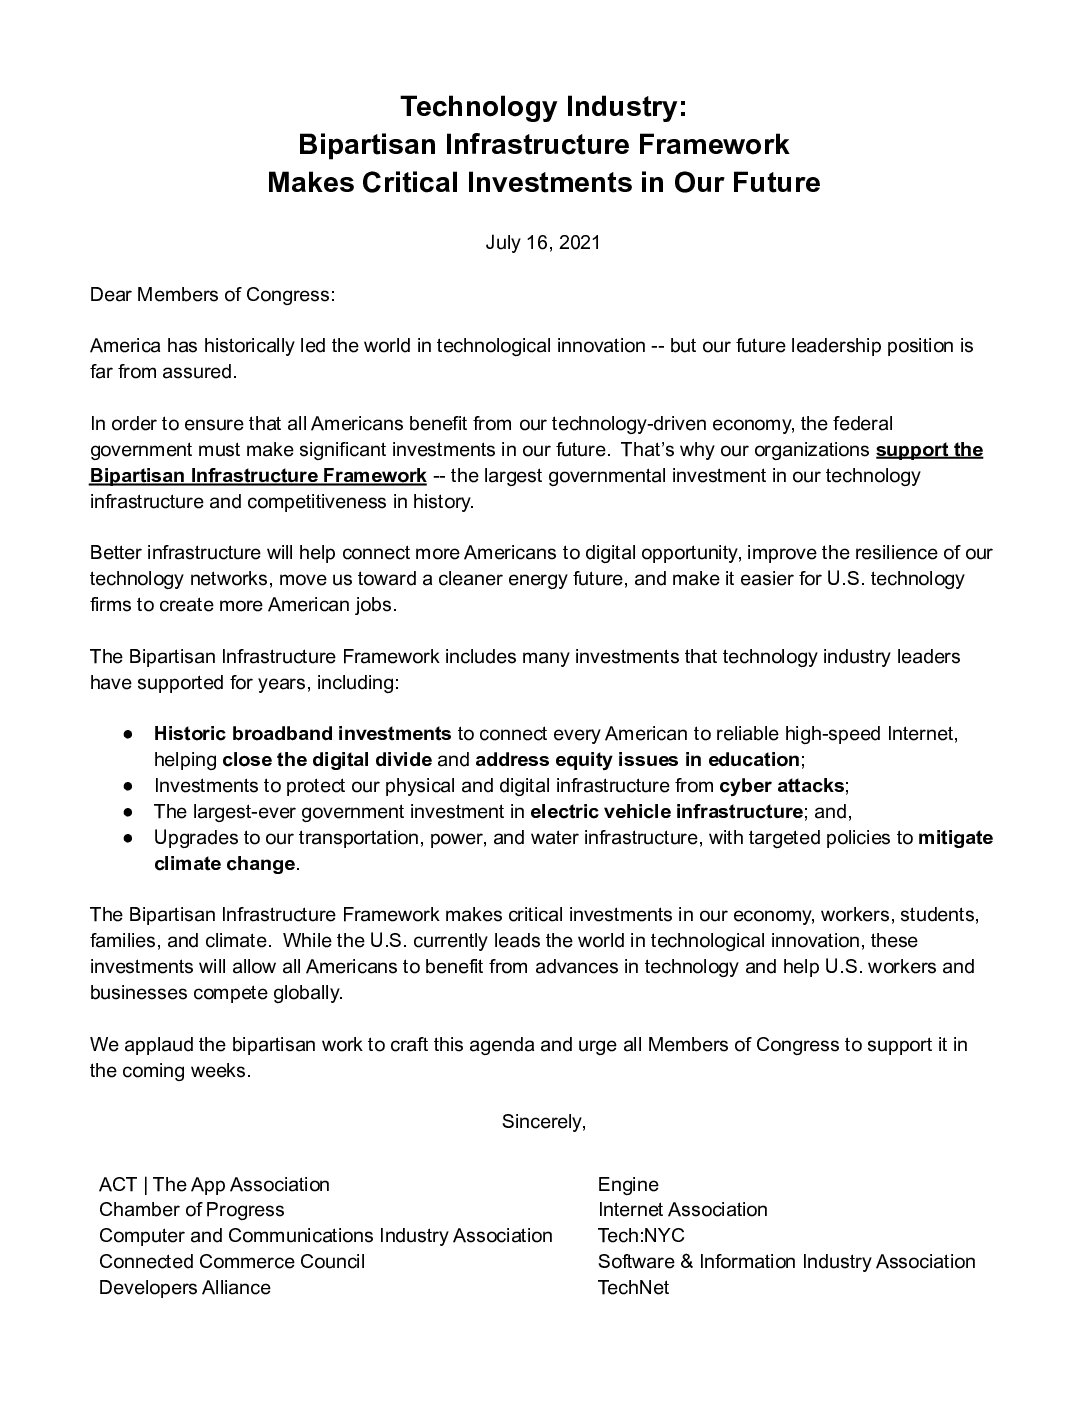 Technology Industry:
Bipartisan Infrastructure Framework
Makes Critical Investments in Our Future
July 16, 2021
Dear Members of Congress:
America has historically led the world in technological innovation -- but our future leadership position is
far from assured.
In order to ensure that all Americans benefit from our technology-driven economy, the federal
government must make significant investments in our future.  That’s why our organizations support the
Bipartisan Infrastructure Framework -- the largest governmental investment in our technology
infrastructure and competitiveness in history.
Better infrastructure will help connect more Americans to digital opportunity, improve the resilience of our
technology networks, move us toward a cleaner energy future, and make it easier for U.S. technology
firms to create more American jobs.
The Bipartisan Infrastructure Framework includes many investments that technology industry leaders
have supported for years, including:
● Historic broadband investments to connect every American to reliable high-speed Internet,
helping close the digital divide and address equity issues in education;
● Investments to protect our physical and digital infrastructure from cyber attacks;
● The largest-ever government investment in electric vehicle infrastructure; and,
● Upgrades to our transportation, power, and water infrastructure, with targeted policies to mitigate
climate change.
The Bipartisan Infrastructure Framework makes critical investments in our economy, workers, students,
families, and climate.  While the U.S. currently leads the world in technological innovation, these
investments will allow all Americans to benefit from advances in technology and help U.S. workers and
businesses compete globally.
We applaud the bipartisan work to craft this agenda and urge all Members of Congress to support it in
the coming weeks.
Sincerely,
ACT | The App Association
Chamber of Progress
Computer and Communications Industry Association
Connected Commerce Council
Developers Alliance
Engine
Internet Association
Tech:NYC
Software & Information Industry Association
TechNet